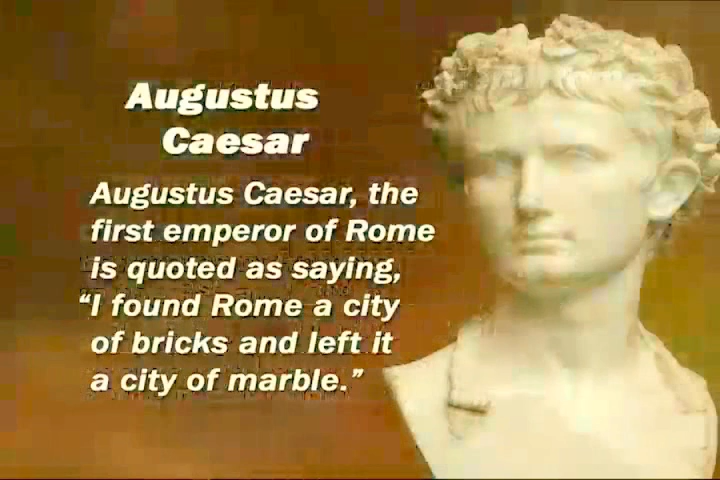 Augustus
Caesar
Augustus Caesar, the
first emperor of Rome
is quoted as saying,
“I found Rome a city
of bricks and left it
a city of marble.”